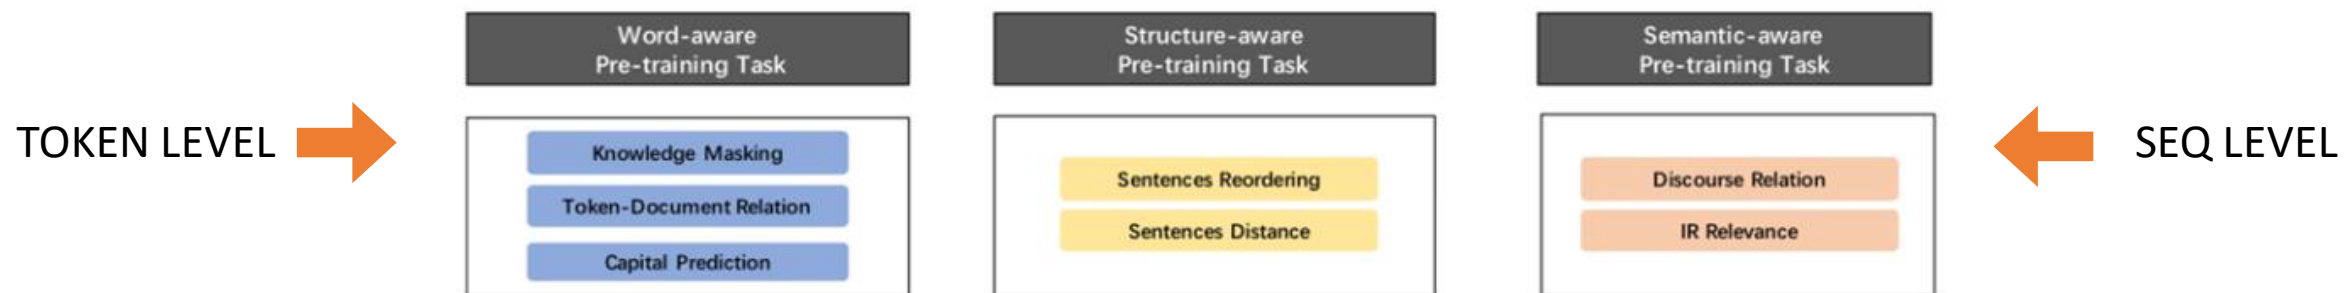 TOKEN LEVEL
Word-aware
Pre-training Task
Knowledge Masking
Token-Document Relation
Capital Prediction
Structure-aware
Pre-training Task
Sentences Reordering
Sentences Distance
Semantic-aware
Pre-training Task
Discourse Relation
IR Relevance
SEQ LEVEL